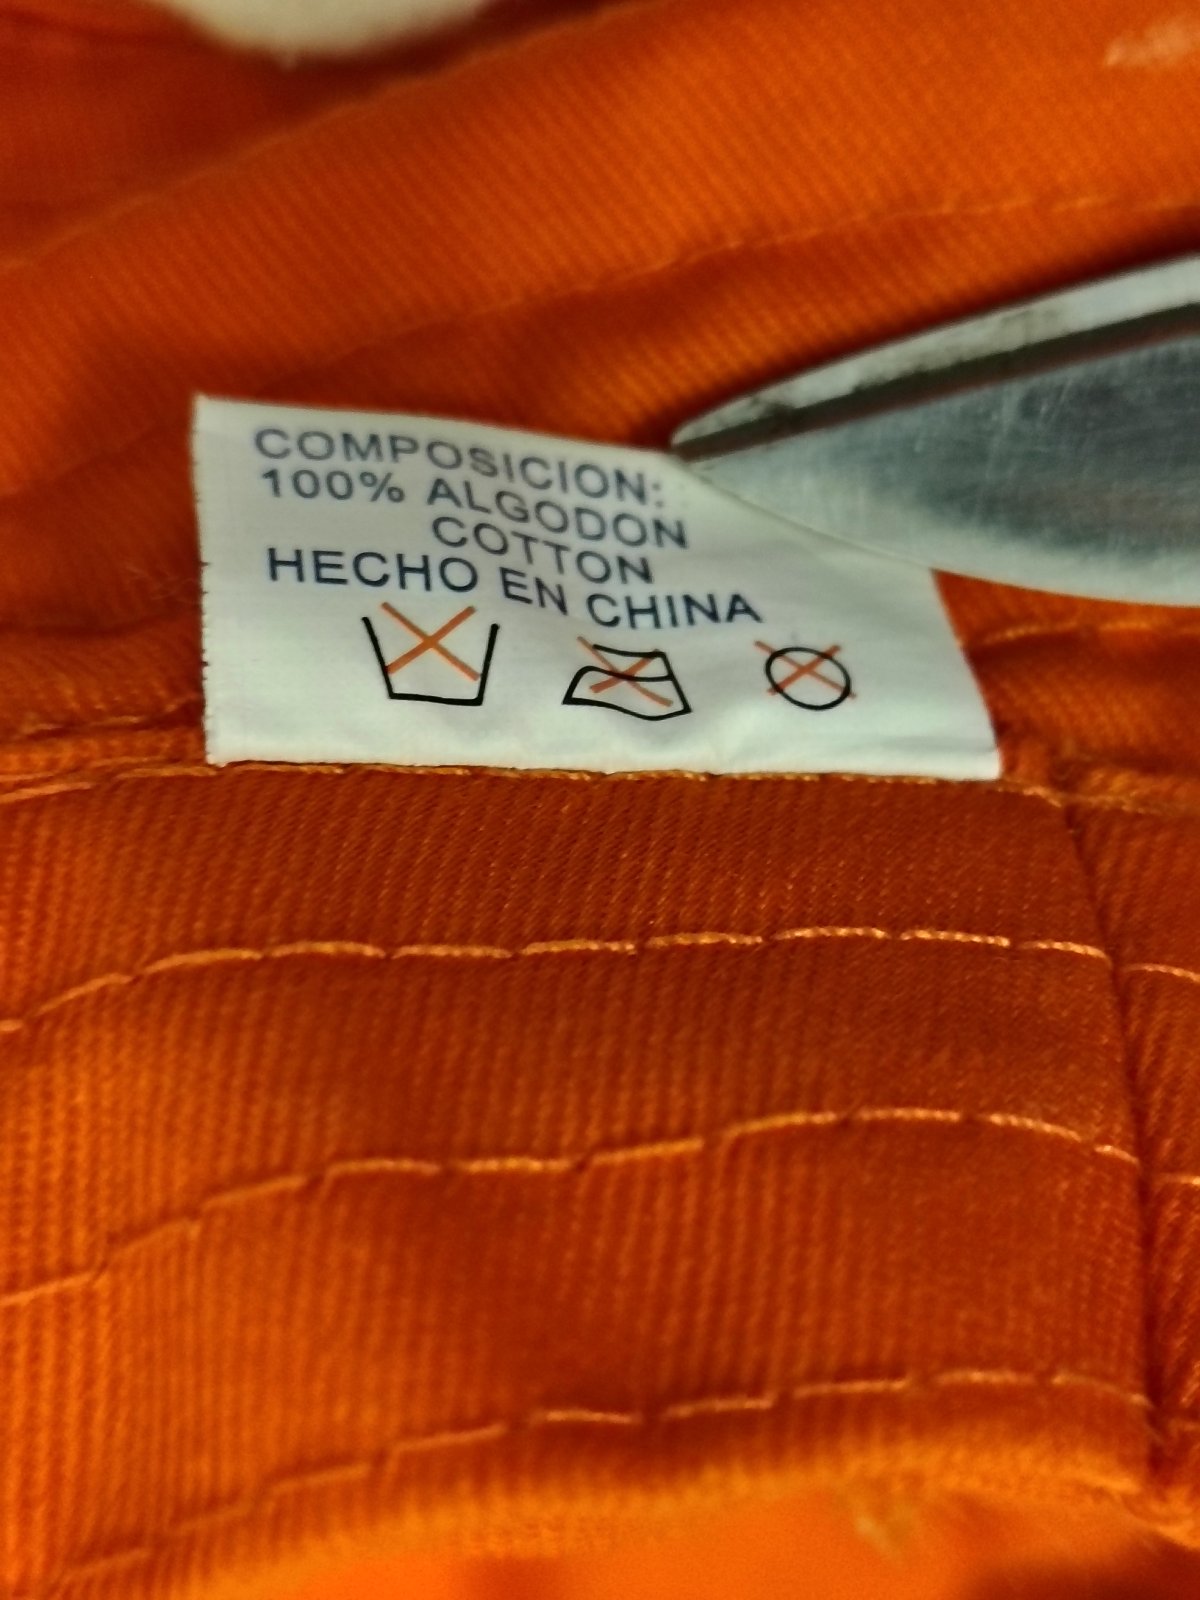 COMPOSICION:
100% ALGODON
COTTON
HECHO EN CHINA